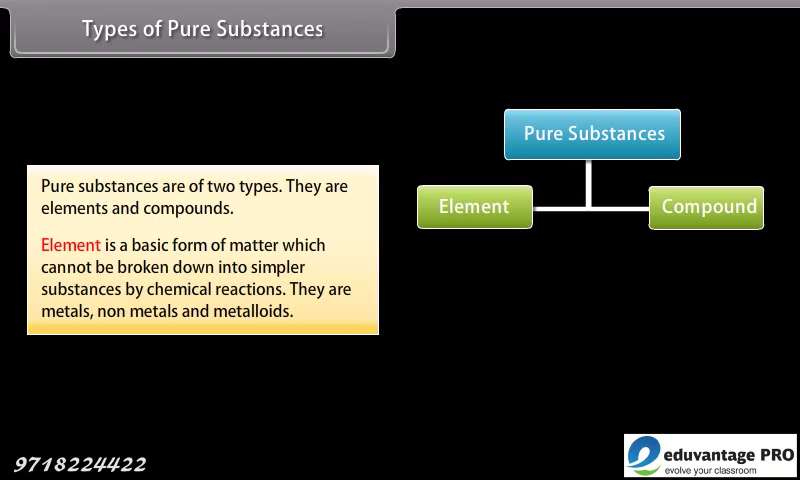 Types of Pure Substances
Pure Substances
Element
Compound
Pure substances are of two types. They are
elements and compounds.
Element is a basic form of matter which
cannot be broken down into simpler
substances by chemical reactions. They are
metals, non metals and metalloids.
9718224422
eduvantage PRO
evolve your classroom